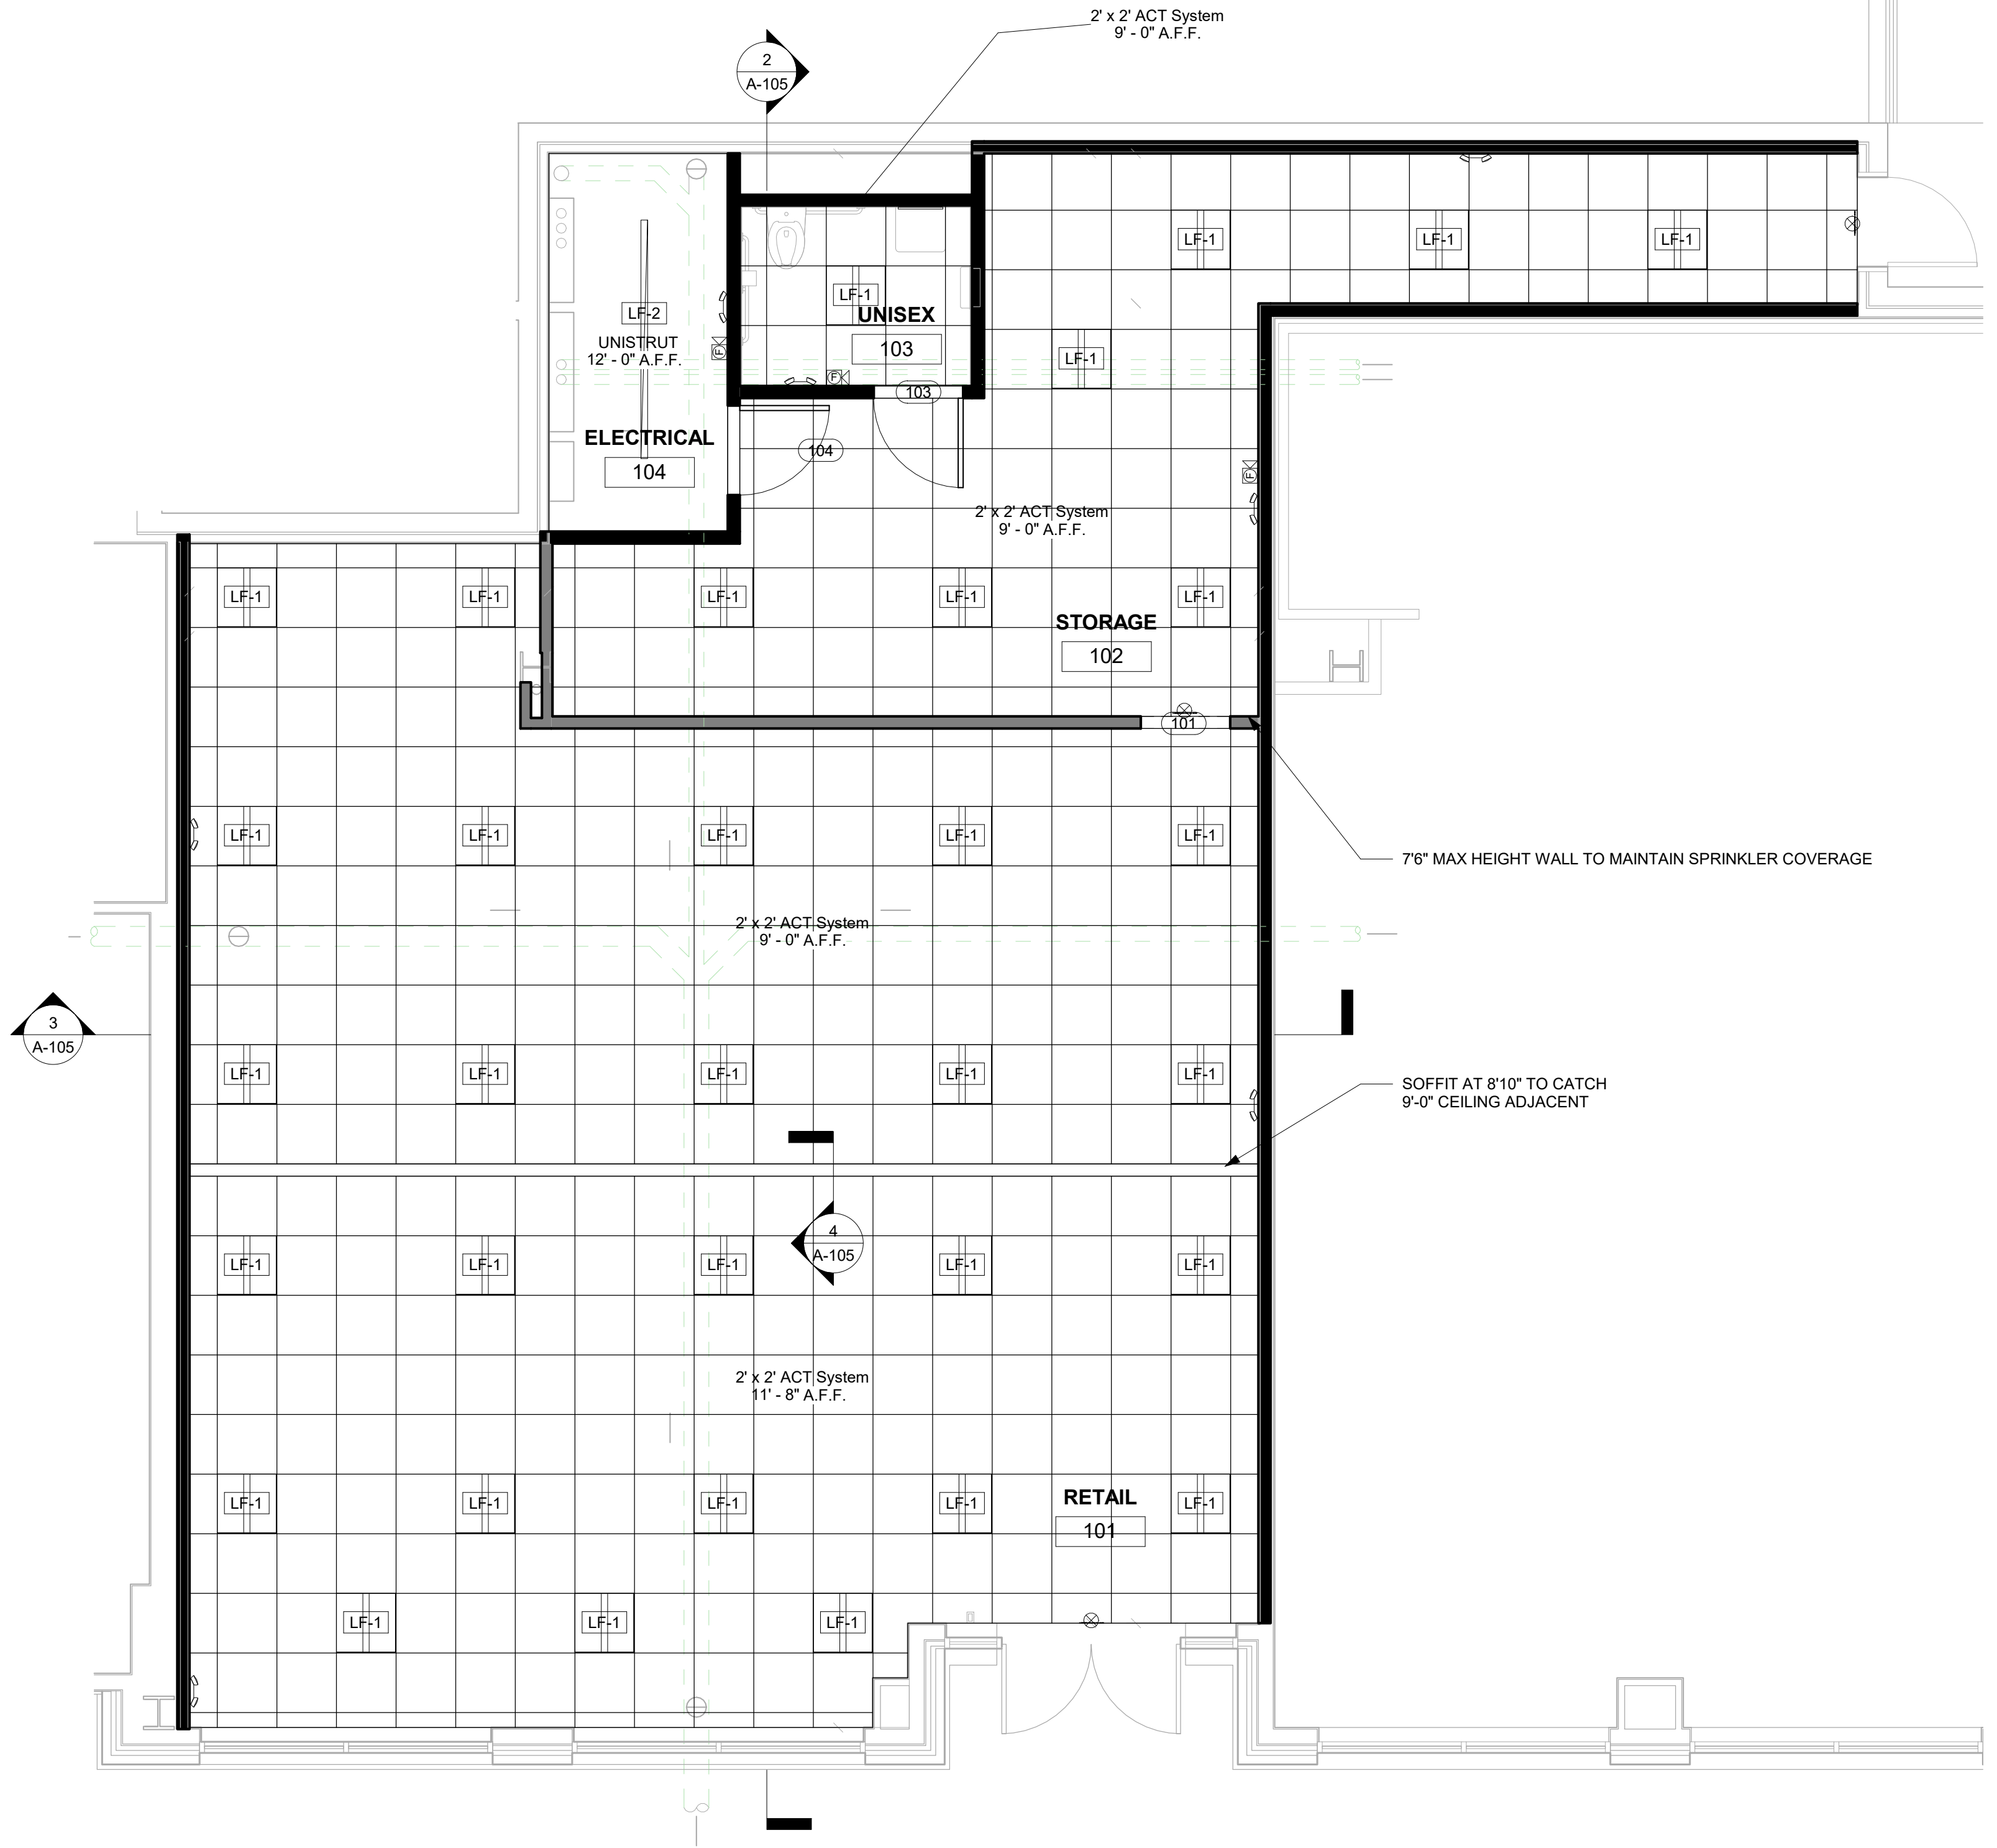 2' x 2' ACT System
9' - 0" A.F.F.
2
A-105
LF-1
LF-1
LF-1
LF-1
UNISEX
103
LF-2
UNISTRUT
12' - 0" A.F.F.
LF-1
103
ELECTRICAL
104
104
F
F
F
2' x 2' ACT System
9' - 0" A.F.F.
LF-1
LF-1
LF-1
LF-1
LF-1
STORAGE
102
101
LF-1
LF-1
LF-1
LF-1
LF-1
7'6" MAX HEIGHT WALL TO MAINTAIN SPRINKLER COVERAGE
2' x 2' ACT System
9' - 0" A.F.F.
3
A-105
LF-1
LF-1
LF-1
LF-1
LF-1
SOFFIT AT 8'10" TO CATCH
9'-0" CEILING ADJACENT
4
A-105
LF-1
LF-1
LF-1
LF-1
LF-1
2' x 2' ACT System
11' - 8" A.F.F.
LF-1
LF-1
LF-1
LF-1
LF-1
RETAIL
101
LF-1
LF-1
LF-1